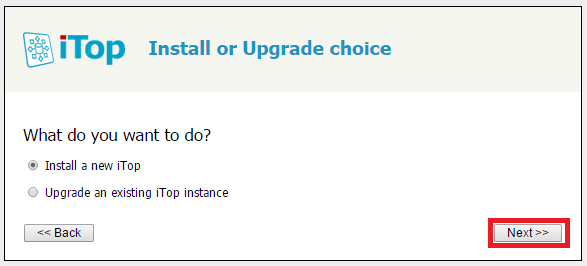 iTop Install or Upgrade choice
What do you want to do?
Install a new iTop
Upgrade an existing iTop instance
<< Back Next >>